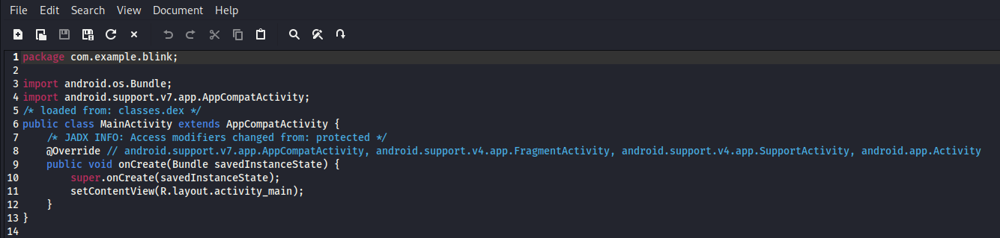 File Edit Search View Document Help
1 package com.example.blink;
2
3 import android.os.Bundle;
4 import android.support.v7.app.AppCompatActivity;
5 /* loaded from: classes.dex */
6 public class MainActivity extends AppCompatActivity {
7     /* JADX INFO: Access modifiers changed from: protected */
8     @Override // android.support.v7.app.AppCompatActivity, android.support.v4.app.FragmentActivity, android.support.v4.app.SupportActivity, android.app.Activity
9     public void onCreate(Bundle savedInstanceState) {
10         super.onCreate(savedInstanceState);
11         setContentView(R.layout.activity_main);
12     }
13 }
14